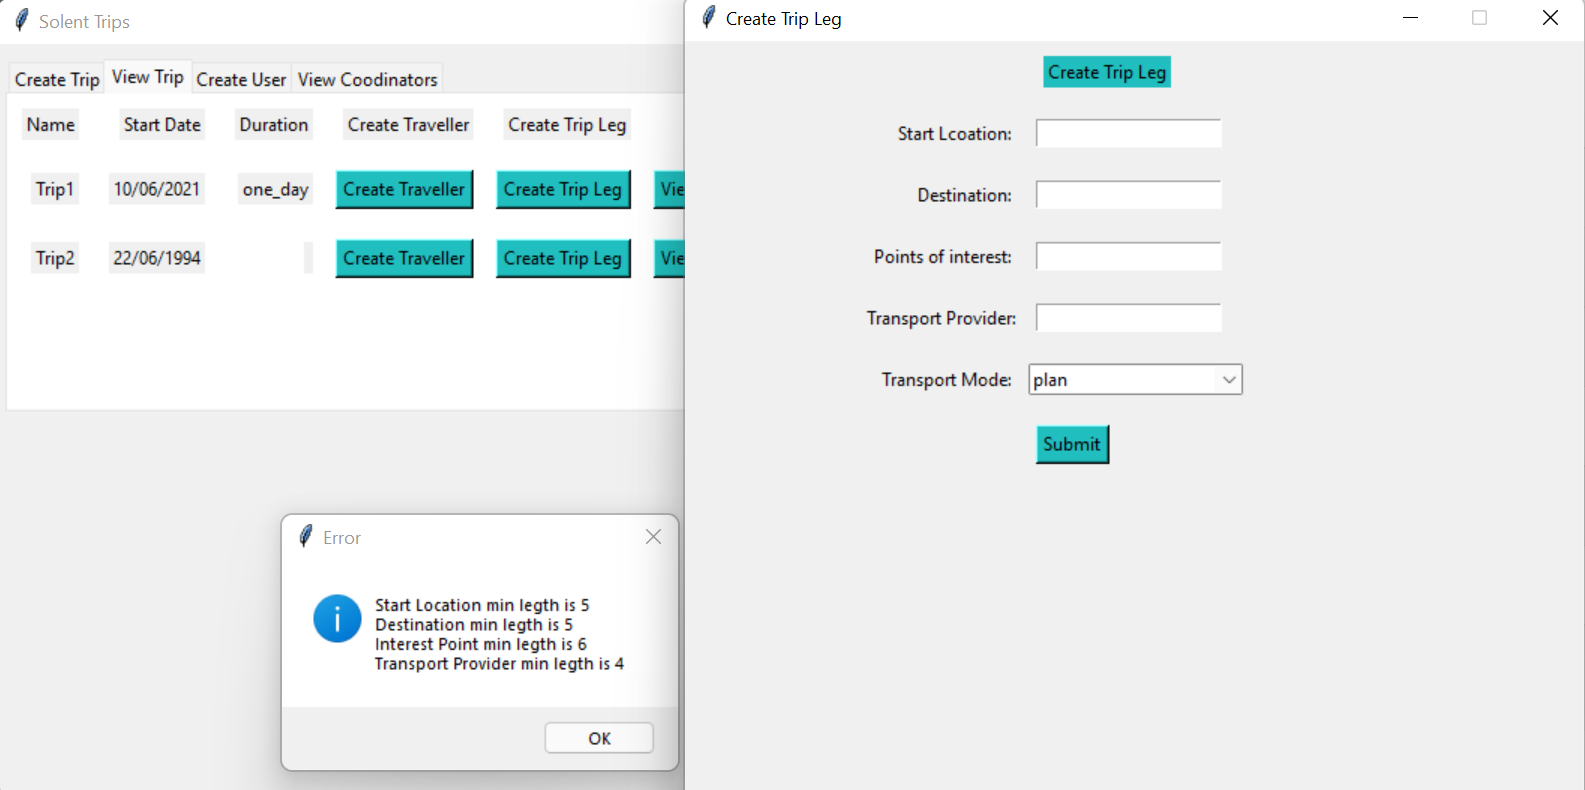 Solent Trips
Create Trip View Trip Create User View Coodinators
Name Start Date Duration Create Traveller Create Trip Leg
Trip1 10/06/2021 one_day Create Traveller Create Trip Leg Vie
Trip2 22/06/1994 Create Traveller Create Trip Leg Vie
Error
Start Location min legth is 5
Destination min legth is 5
Interest Point min legth is 6
Transport Provider min legth is 4
OK
Create Trip Leg
Create Trip Leg
Start Lcoation:
Destination:
Points of interest:
Transport Provider:
Transport Mode: plan
Submit